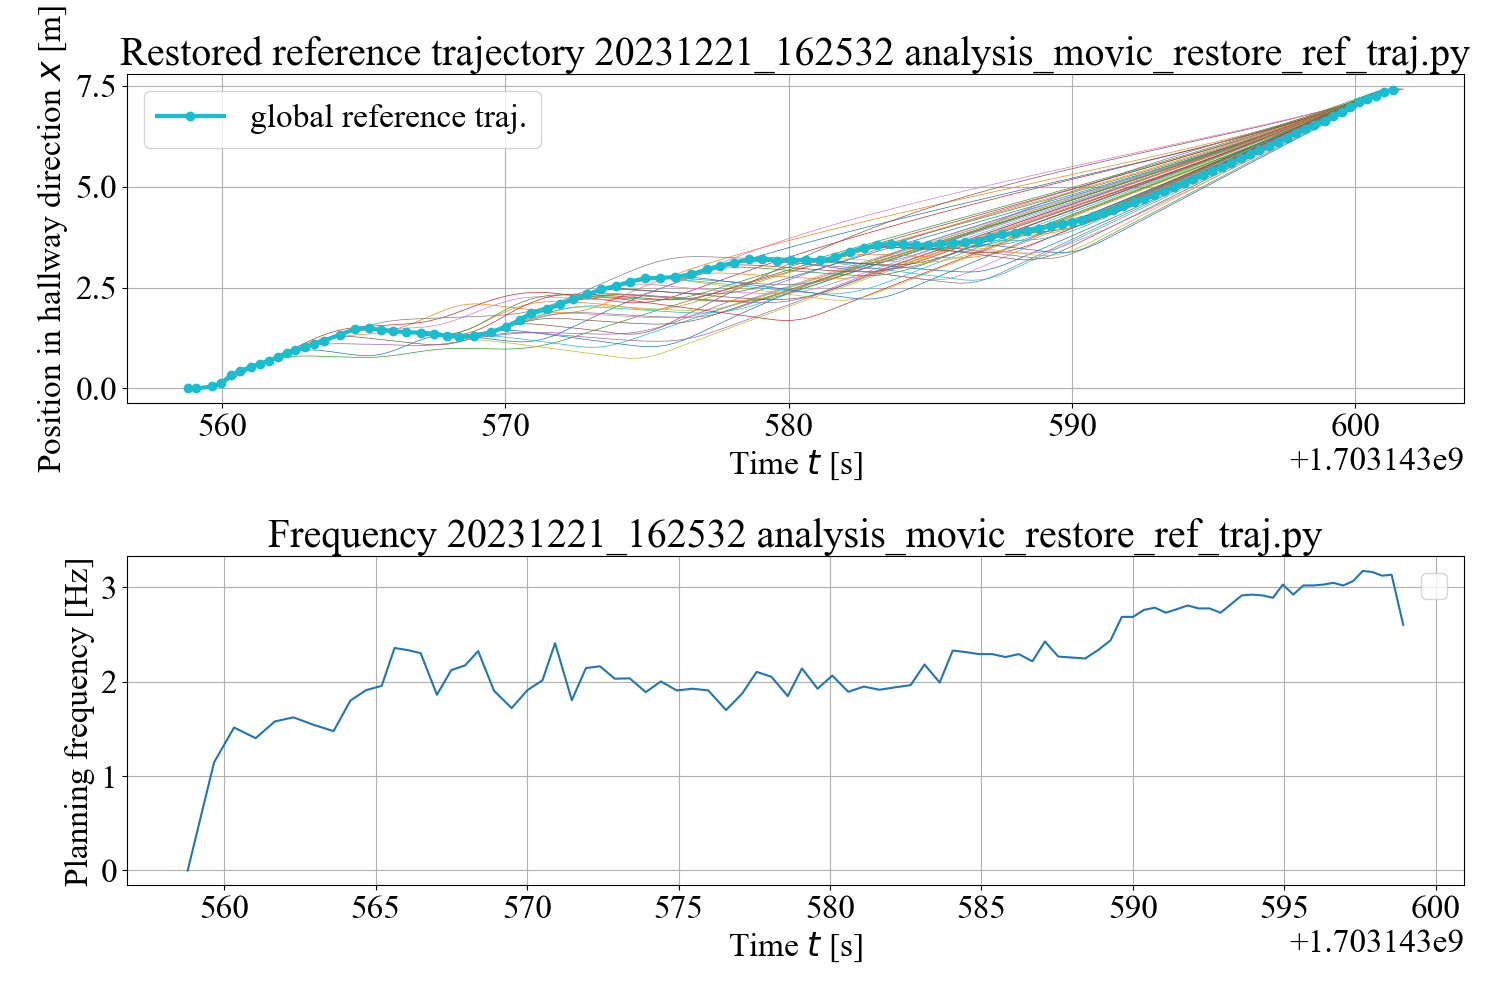 Restored reference trajectory 20231221_162532 analysis_movic_restore_ref_traj.py
Position in hallway direction x [m]
7.5
5.0
2.5
0.0
global reference traj.
560 570 580 590 600
+1.703143e9
Time t [s]
Frequency 20231221_162532 analysis_movic_restore_ref_traj.py
Planning frequency [Hz]
3
2
1
0
560 565 570 575 580 585 590 595 600
+1.703143e9
Time t [s]